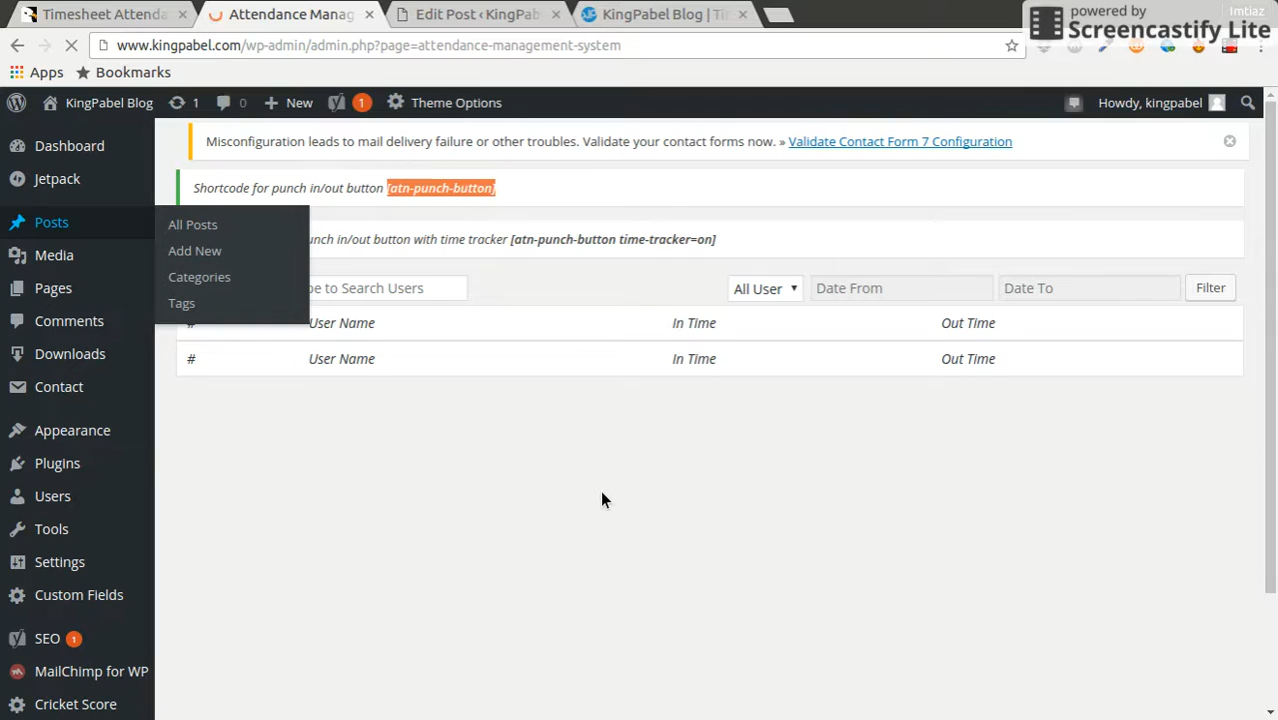 Timesheet Attenda
Attendance Manag
Edit Post ‹ KingPab
KingPabel Blog | Ti
powered by
Imtiaz
Screencastify Lite
www.kingpabel.com/wp-admin/admin.php?page=attendance-management-system
Apps
Bookmarks
KingPabel Blog
1
0
New
1
Theme Options
Howdy, kingpabel
Dashboard
Jetpack
Posts
All Posts
Add New
Categories
Tags
Media
Pages
Comments
Downloads
Contact
Appearance
Plugins
Users
Tools
Settings
Custom Fields
SEO 1
MailChimp for WP
Cricket Score
Misconfiguration leads to mail delivery failure or other troubles. Validate your contact forms now. » Validate Contact Form 7 Configuration
Shortcode for punch in/out button [atn-punch-button]
unch in/out button with time tracker [atn-punch-button time-tracker=on]
pe to Search Users
All User
Date From
Date To
Filter
# User Name In Time Out Time
# User Name In Time Out Time